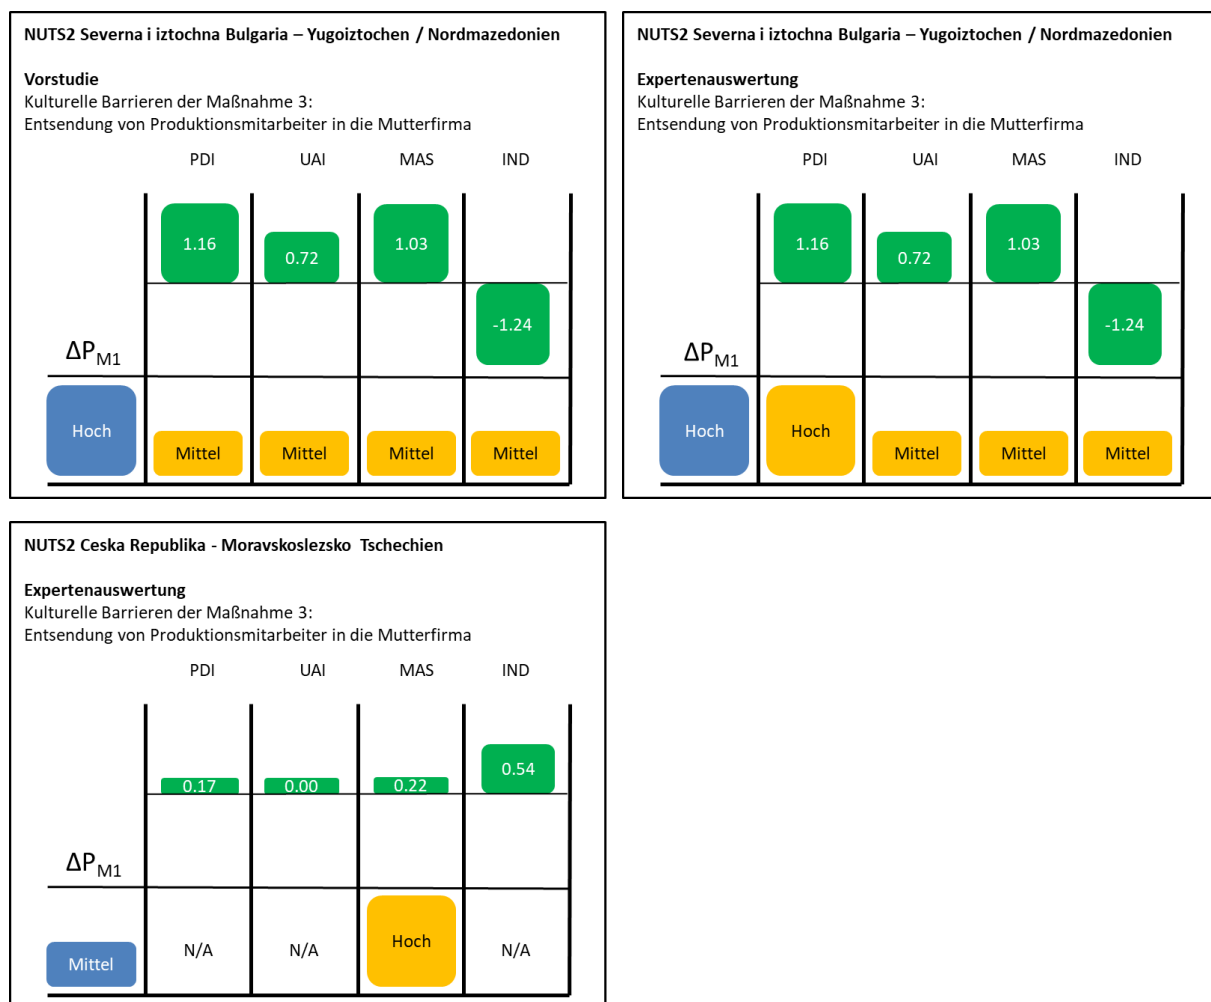 NUTS2 Severna i iztochna Bulgaria – Yugoiztochen / Nordmazedonien
Vorstudie
Kulturelle Barrieren der Maßnahme 3:
Entsendung von Produktionsmitarbeiter in die Mutterfirma
PDI UAI MAS IND
1.16 0.72 1.03 -1.24
ΔP_M1
Hoch Mittel Mittel Mittel Mittel
NUTS2 Severna i iztochna Bulgaria – Yugoiztochen / Nordmazedonien
Expertenauswertung
Kulturelle Barrieren der Maßnahme 3:
Entsendung von Produktionsmitarbeiter in die Mutterfirma
PDI UAI MAS IND
1.16 0.72 1.03 -1.24
ΔP_M1
Hoch Hoch Mittel Mittel Mittel
NUTS2 Ceska Republika - Moravskoslezsko Tschechien
Expertenauswertung
Kulturelle Barrieren der Maßnahme 3:
Entsendung von Produktionsmitarbeiter in die Mutterfirma
PDI UAI MAS IND
0.17 0.00 0.22 0.54
ΔP_M1
Mittel N/A N/A Hoch N/A